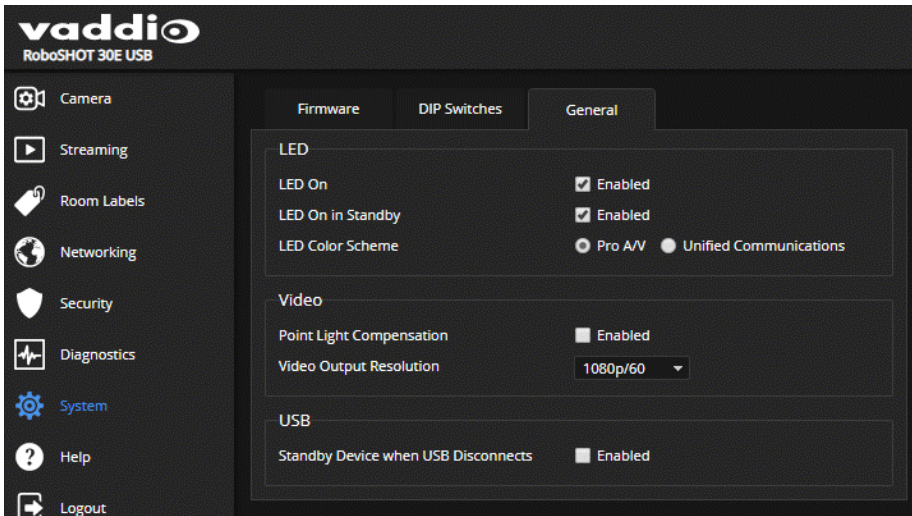 vaddio
RoboSHOT 30E USB
Camera
Streaming
Room Labels
Networking
Security
Diagnostics
System
Help
Logout
Firmware DIP Switches General
LED
LED On Enabled
LED On in Standby Enabled
LED Color Scheme Pro A/V Unified Communications
Video
Point Light Compensation Enabled
Video Output Resolution 1080p/60
USB
Standby Device when USB Disconnects Enabled